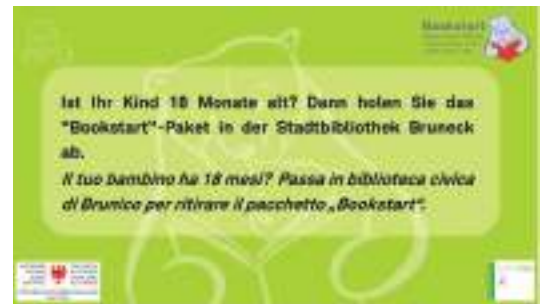 Bookstart
Ist Ihr Kind 18 Monate alt? Dann holen Sie das
"Bookstart"-Paket in der Stadtbibliothek Bruneck
ab.
Il tuo bambino ha 18 mesi? Passa in biblioteca civica
di Brunico per ritirare il pacchetto „Bookstart“.